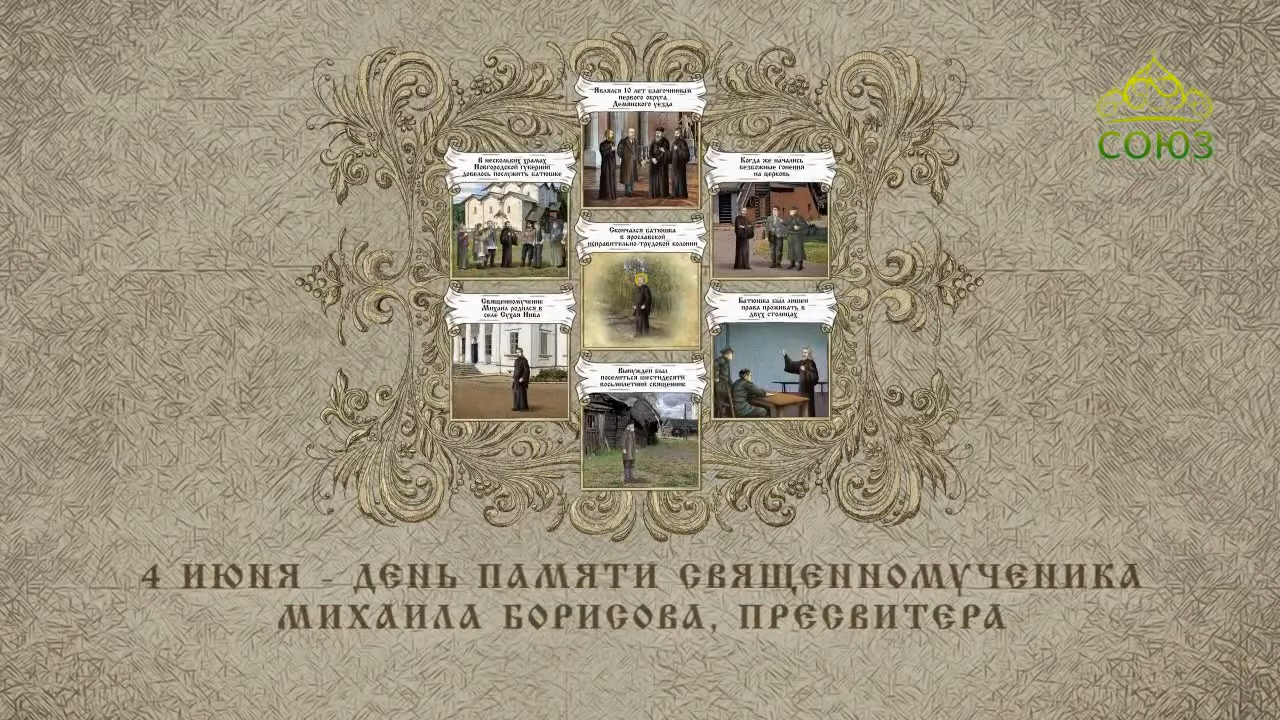 СОЮЗ
Являлся 10 лет благочинным
первого округа
Демянского уезда
В нескольких храмах
Новгородской губернии
довелось послужить батюшке
Когда же начались
безбожные гонения
на церковь
Скончался батюшка
в ярославской
исправительно-трудовой колонии
Священномученик
Михаил родился в
селе Сухая Нива
Батюшка был лишен
права проживать в
двух столицах
Вынужден был
поселиться шестидесяти
восьмилетний священник
4 ИЮНЯ - ДЕНЬ ПАМЯТИ СВЯЩЕННОМУЧЕНИКА
МИХАИЛА БОРИСОВА, ПРЕСВИТЕРА